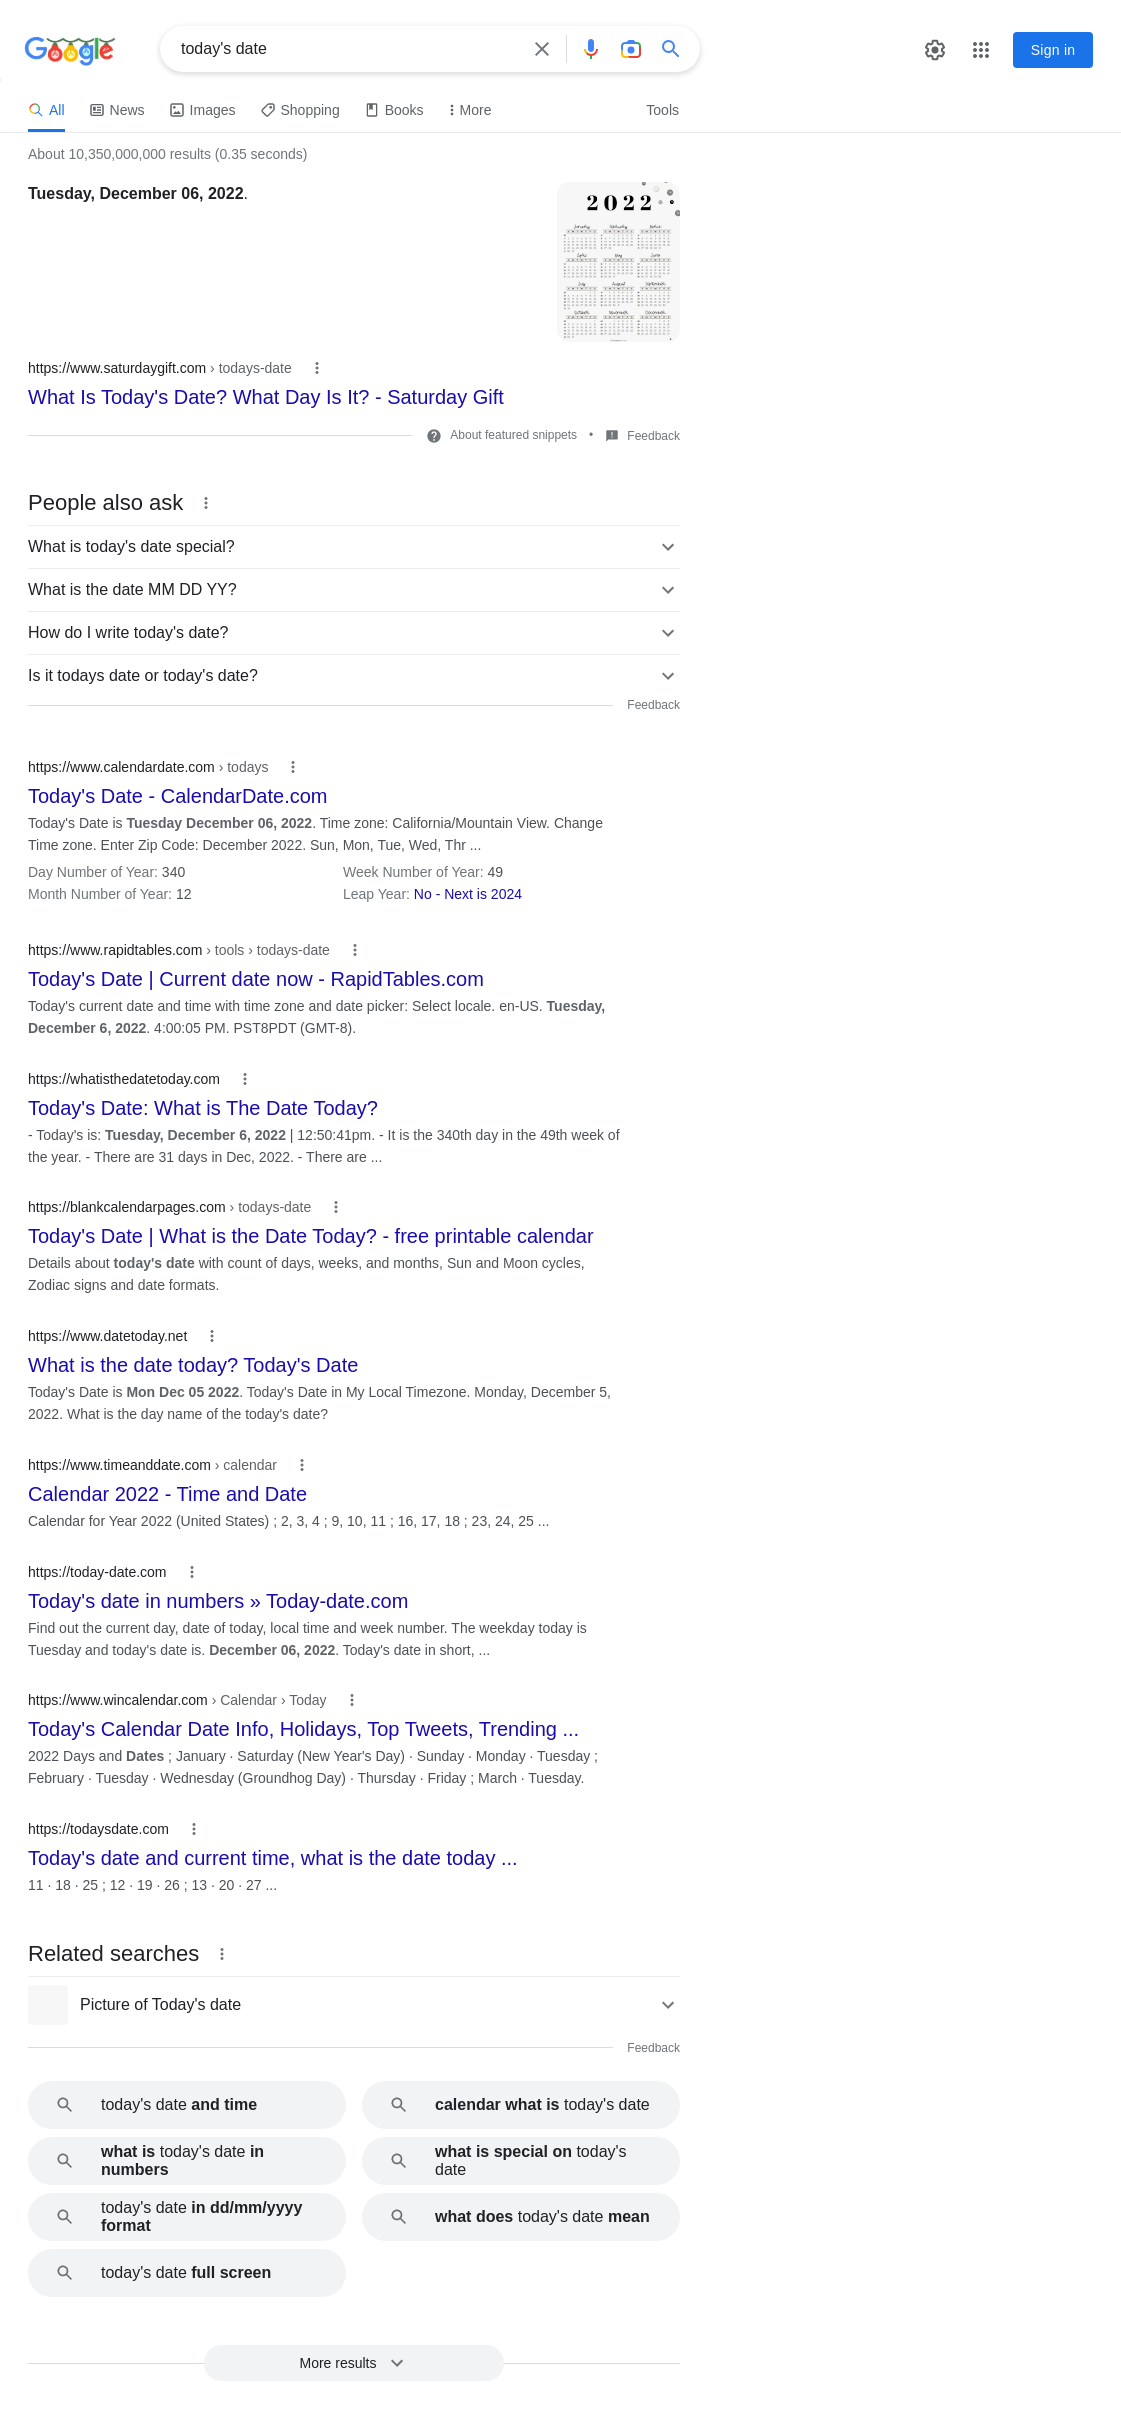 Google
today's date
Sign in
All News Images Shopping Books More Tools
About 10,350,000,000 results (0.35 seconds)
Tuesday, December 06, 2022.
2022
https://www.saturdaygift.com › todays-date
What Is Today's Date? What Day Is It? - Saturday Gift
About featured snippets • Feedback
People also ask
What is today's date special?
What is the date MM DD YY?
How do I write today's date?
Is it todays date or today's date?
Feedback
https://www.calendardate.com › todays
Today's Date - CalendarDate.com
Today's Date is Tuesday December 06, 2022. Time zone: California/Mountain View. Change
Time zone. Enter Zip Code: December 2022. Sun, Mon, Tue, Wed, Thr ...
Day Number of Year: 340 Week Number of Year: 49
Month Number of Year: 12 Leap Year: No - Next is 2024
https://www.rapidtables.com › tools › todays-date
Today's Date | Current date now - RapidTables.com
Today's current date and time with time zone and date picker: Select locale. en-US. Tuesday,
December 6, 2022. 4:00:05 PM. PST8PDT (GMT-8).
https://whatisthedatetoday.com
Today's Date: What is The Date Today?
- Today's is: Tuesday, December 6, 2022 | 12:50:41pm. - It is the 340th day in the 49th week of
the year. - There are 31 days in Dec, 2022. - There are ...
https://blankcalendarpages.com › todays-date
Today's Date | What is the Date Today? - free printable calendar
Details about today's date with count of days, weeks, and months, Sun and Moon cycles,
Zodiac signs and date formats.
https://www.datetoday.net
What is the date today? Today's Date
Today's Date is Mon Dec 05 2022. Today's Date in My Local Timezone. Monday, December 5,
2022. What is the day name of the today's date?
https://www.timeanddate.com › calendar
Calendar 2022 - Time and Date
Calendar for Year 2022 (United States) ; 2, 3, 4 ; 9, 10, 11 ; 16, 17, 18 ; 23, 24, 25 ...
https://today-date.com
Today's date in numbers » Today-date.com
Find out the current day, date of today, local time and week number. The weekday today is
Tuesday and today's date is. December 06, 2022. Today's date in short, ...
https://www.wincalendar.com › Calendar › Today
Today's Calendar Date Info, Holidays, Top Tweets, Trending ...
2022 Days and Dates ; January · Saturday (New Year's Day) · Sunday · Monday · Tuesday ;
February · Tuesday · Wednesday (Groundhog Day) · Thursday · Friday ; March · Tuesday.
https://todaysdate.com
Today's date and current time, what is the date today ...
11 · 18 · 25 ; 12 · 19 · 26 ; 13 · 20 · 27 ...
Related searches
Picture of Today's date
Feedback
today's date and time
calendar what is today's date
what is today's date in
numbers
what is special on today's
date
today's date in dd/mm/yyyy
format
what does today's date mean
today's date full screen
More results